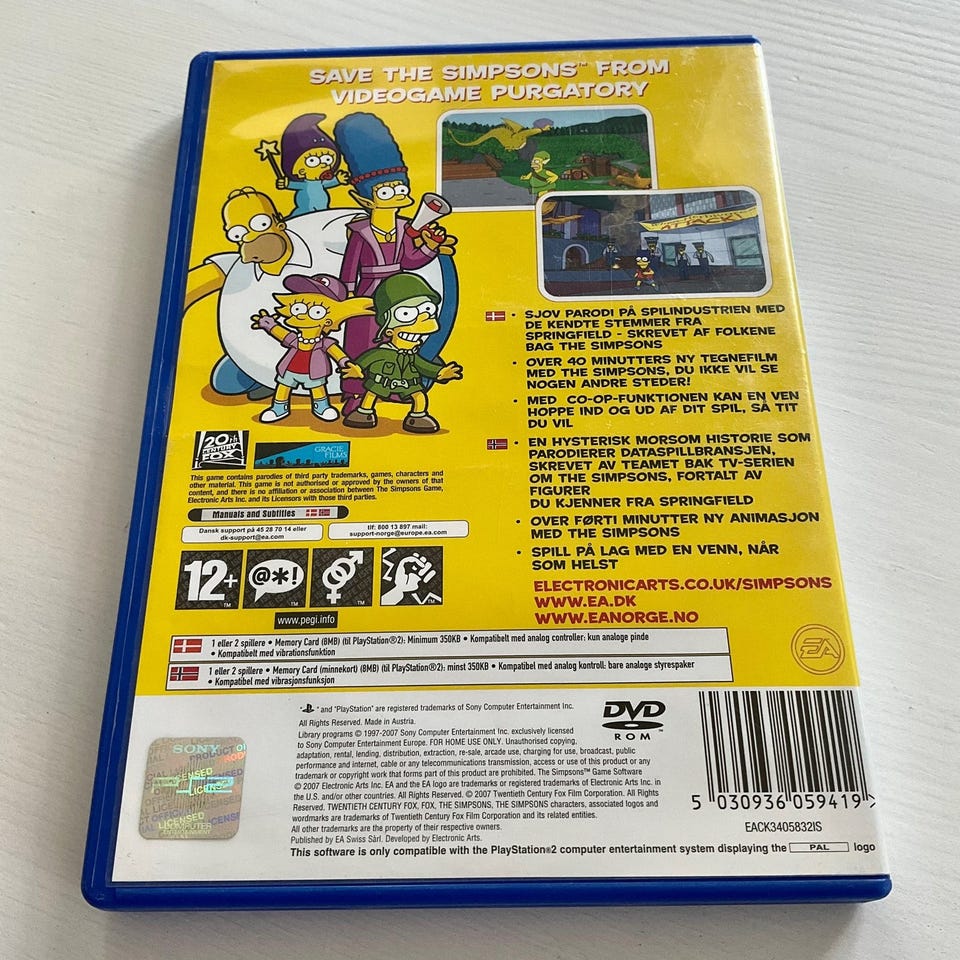 SAVE THE SIMPSONS™ FROM
VIDEOGAME PURGATORY
ATTACK!
SJOV PARODI PÅ SPILINDUSTRIEN MED
DE KENDTE STEMMER FRA
SPRINGFIELD - SKREVET AF FOLKENE
BAG THE SIMPSONS
OVER 40 MINUTTERS NY TEGNEFILM
MED THE SIMPSONS, DU IKKE VIL SE
NOGEN ANDRE STEDER!
MED CO-OP-FUNKTIONEN KAN EN VEN
HOPPE IND OG UD AF DIT SPIL, SÅ TIT
DU VIL
EN HYSTERISK MORSOM HISTORIE SOM
PARODIERER DATASPILLBRANSJEN,
SKREVET AV TEAMET BAK TV-SERIEN
OM THE SIMPSONS, FORTALT AV
FIGURER
DU KJENNER FRA SPRINGFIELD
OVER FØRTI MINUTTER NY ANIMASJON
MED THE SIMPSONS
SPILL PÅ LAG MED EN VENN, NÅR
SOM HELST
ELECTRONICARTS.CO.UK/SIMPSONS
WWW.EA.DK
WWW.EANORGE.NO
20th
CENTURY
FOX
GRACIE
FILMS
This game contains parodies of third party trademarks, games, characters and
other material. This game is not authorised or approved by the owners of that
content, and there is no affiliation or association between The Simpsons Game,
Electronic Arts Inc. and its Licensors with those third parties.
Manuals and Subtitles
Dansk support på 45 28 70 14 eller
dk-support@ea.com
tlf: 800 13 897 mail:
support-norge@europe.ea.com
12+
@*!
www.pegi.info
1 eller 2 spillere • Memory Card (8MB) (til PlayStation®2): Minimum 350KB • Kompatibelt med analog controller: kun analoge pinde
• Kompatibelt med vibrationsfunktion
1 eller 2 spillere • Memory Card (minnekort) (8MB) (til PlayStation®2): minst 350KB • Kompatibel med analog kontroll: bare analoge styrespaker
• Kompatibel med vibrasjonsfunksjon
EA
" and "PlayStation" are registered trademarks of Sony Computer Entertainment Inc.
All Rights Reserved. Made in Austria.
Library programs © 1997-2007 Sony Computer Entertainment Inc. exclusively licensed
to Sony Computer Entertainment Europe. FOR HOME USE ONLY. Unauthorised copying,
adaptation, rental, lending, distribution, extraction, re-sale, arcade use, charging for use, broadcast, public
performance and internet, cable or any telecommunications transmission, access or use of this product or any
trademark or copyright work that forms part of this product are prohibited. The Simpsons™ Game Software
© 2007 Electronic Arts Inc. EA and the EA logo are trademarks or registered trademarks of Electronic Arts Inc. in
the U.S. and/or other countries. All Rights Reserved. © 2007 Twentieth Century Fox Film Corporation. All Rights
Reserved. TWENTIETH CENTURY FOX, FOX, THE SIMPSONS, THE SIMPSONS characters, associated logos and
wordmarks are trademarks of Twentieth Century Fox Film Corporation and its related entities.
All other trademarks are the property of their respective owners.
Published by EA Swiss Sàrl. Developed by Electronic Arts.
This software is only compatible with the PlayStation®2 computer entertainment system displaying the PAL logo
DVD
ROM
5 030936 059419 >
EACK3405832IS
SONY
LICENSED
COMPUTER